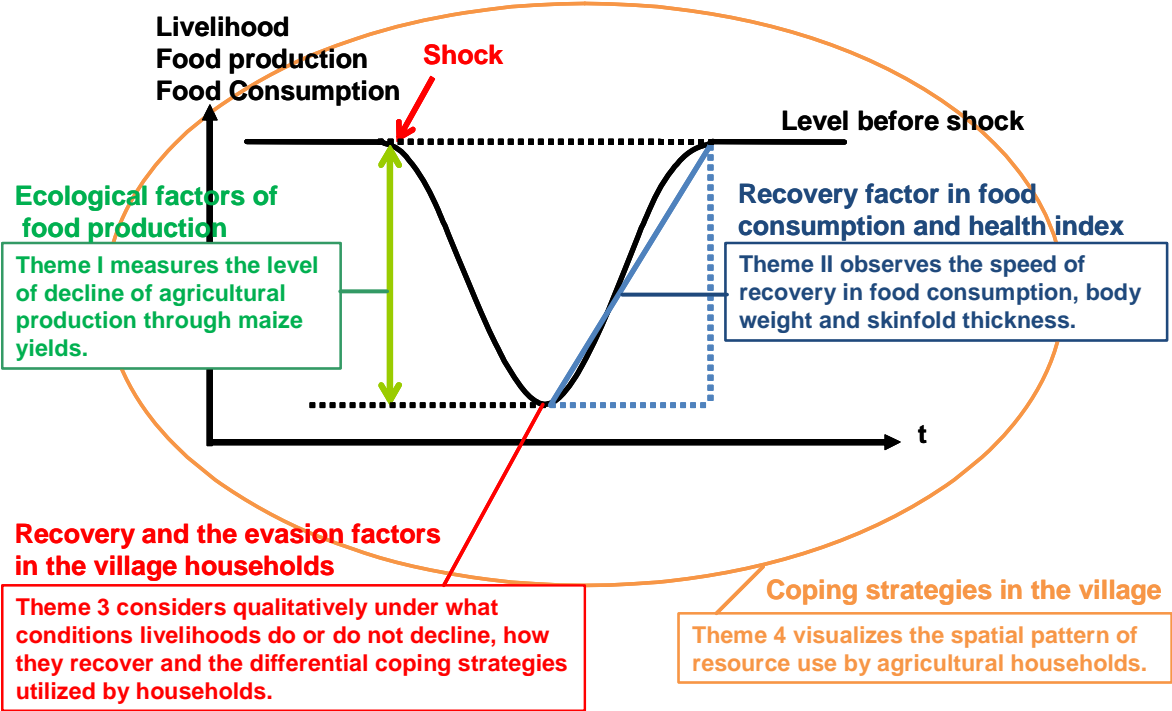 Livelihood
Food production
Food Consumption
Shock
Level before shock
Ecological factors of
food production
Theme I measures the level
of decline of agricultural
production through maize
yields.
Recovery factor in food
consumption and health index
Theme II observes the speed of
recovery in food consumption, body
weight and skinfold thickness.
t
Recovery and the evasion factors
in the village households
Theme 3 considers qualitatively under what
conditions livelihoods do or do not decline, how
they recover and the differential coping strategies
utilized by households.
Coping strategies in the village
Theme 4 visualizes the spatial pattern of
resource use by agricultural households.